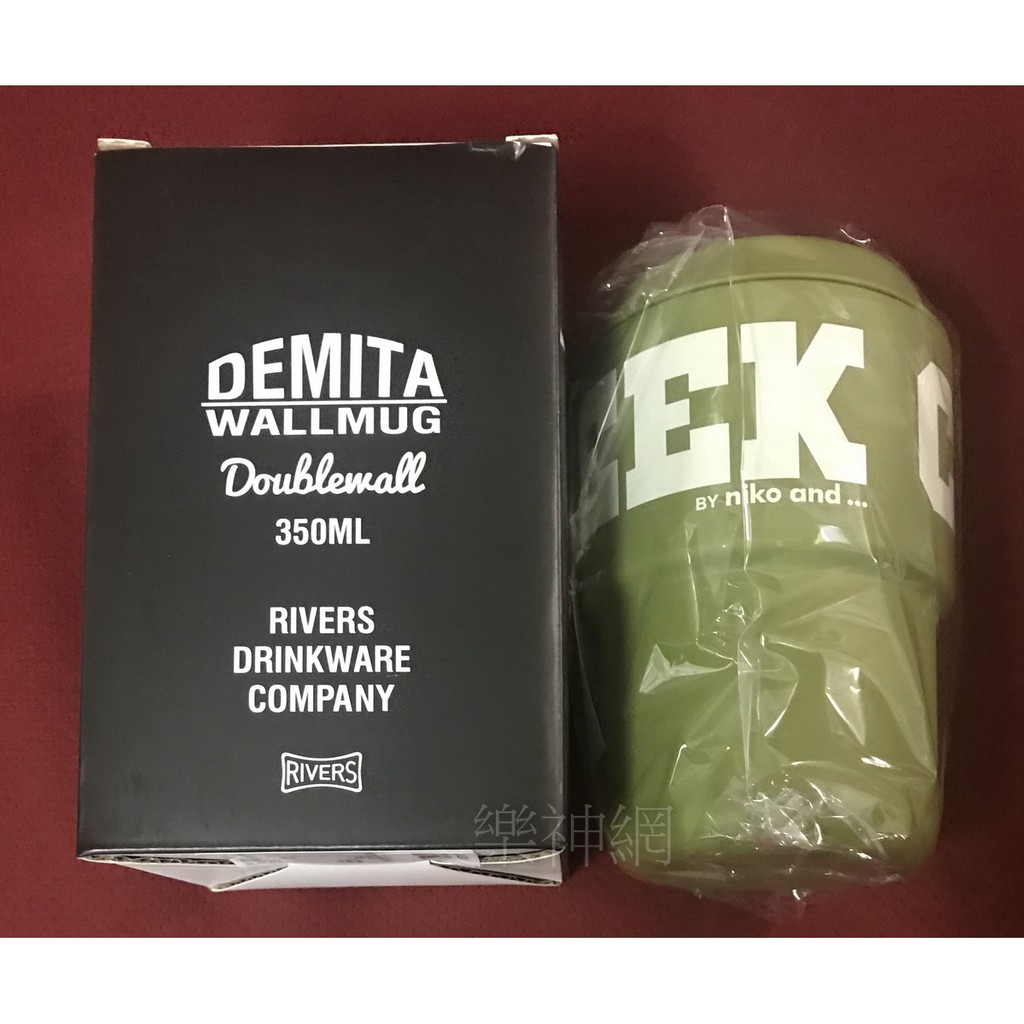 DEMITA
WALLMUG
Doublewall
350ML
RIVERS
DRINKWARE
COMPANY
RIVERS
EK
BY niko and ...
樂神網